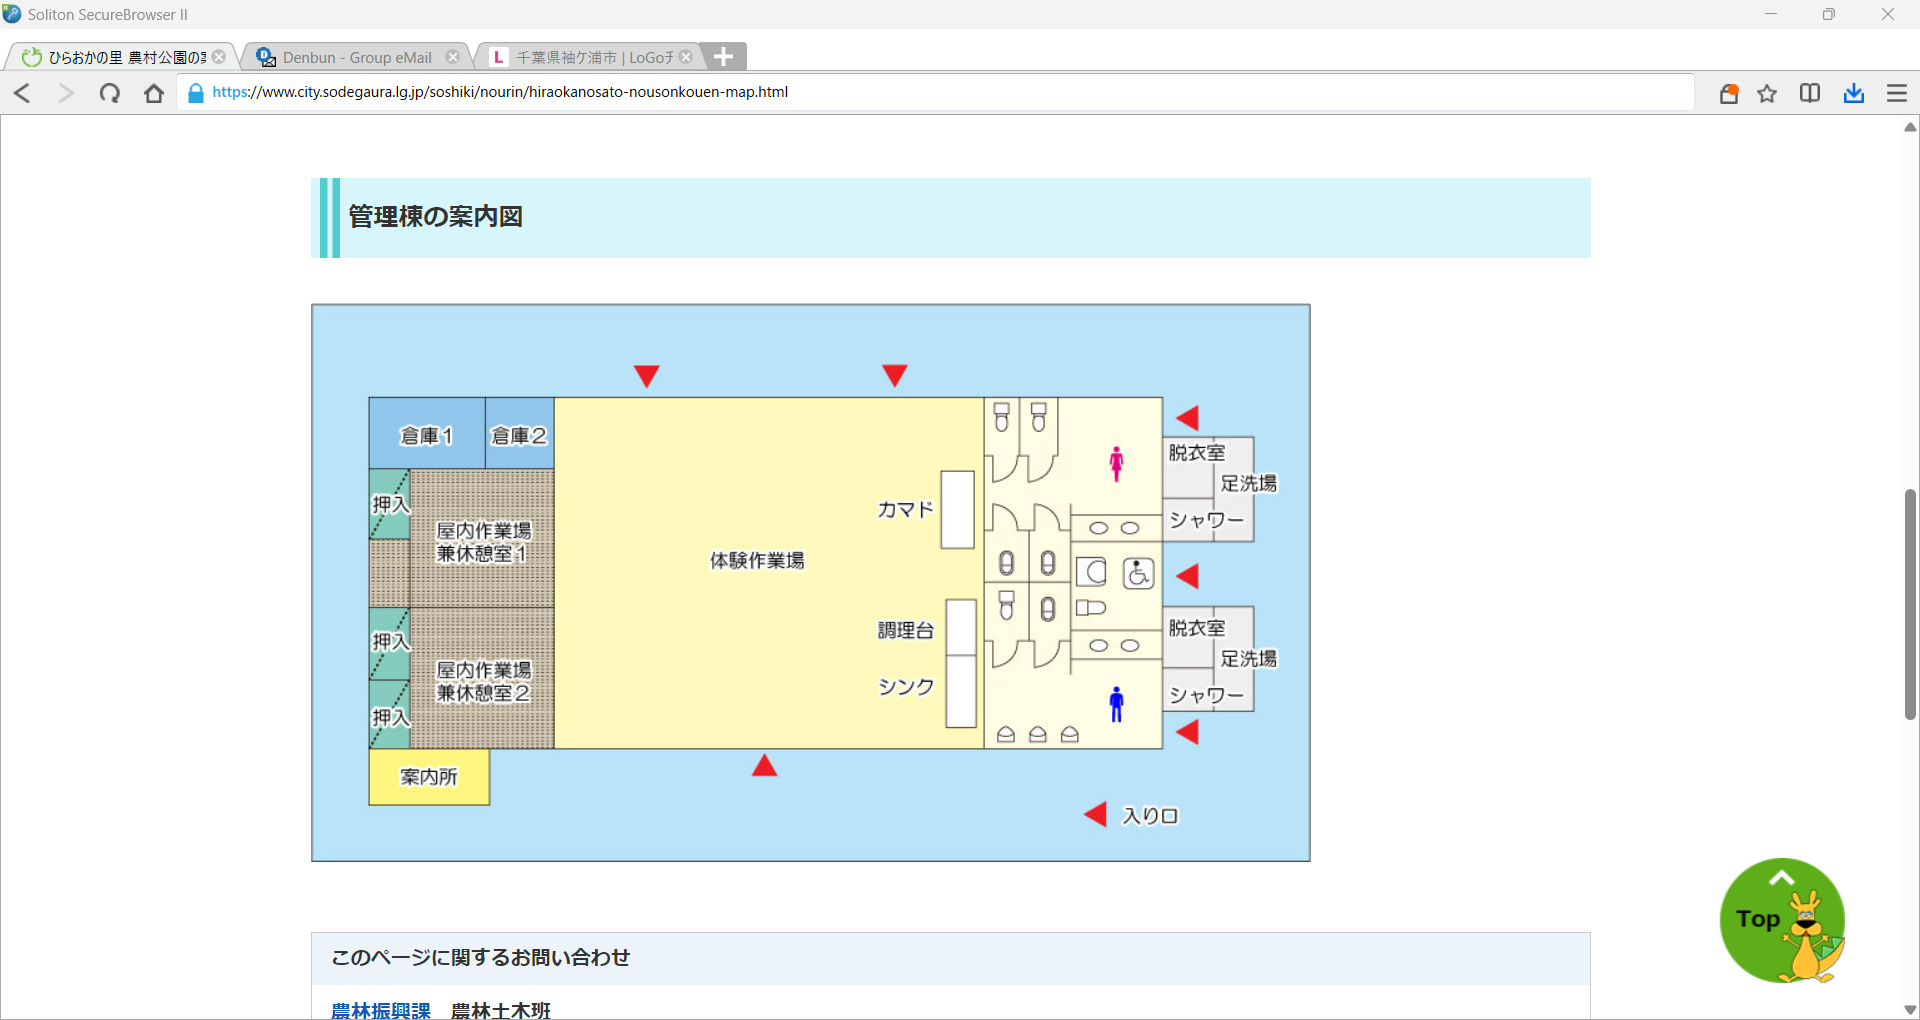 Soliton SecureBrowser II
ひらおかの里 農村公園の案
Denbun - Group eMail
千葉県袖ケ浦市 | LoGoﾁ
https://www.city.sodegaura.lg.jp/soshiki/nourin/hiraokanosato-nousonkouen-map.html
管理棟の案内図
倉庫１
倉庫２
脱衣室
足洗場
シャワー
押入
屋内作業場
兼休憩室１
カマド
体験作業場
調理台
押入
屋内作業場
兼休憩室２
シンク
脱衣室
足洗場
シャワー
押入
案内所
入り口
Top
このページに関するお問い合わせ
農林振興課　農林土木班